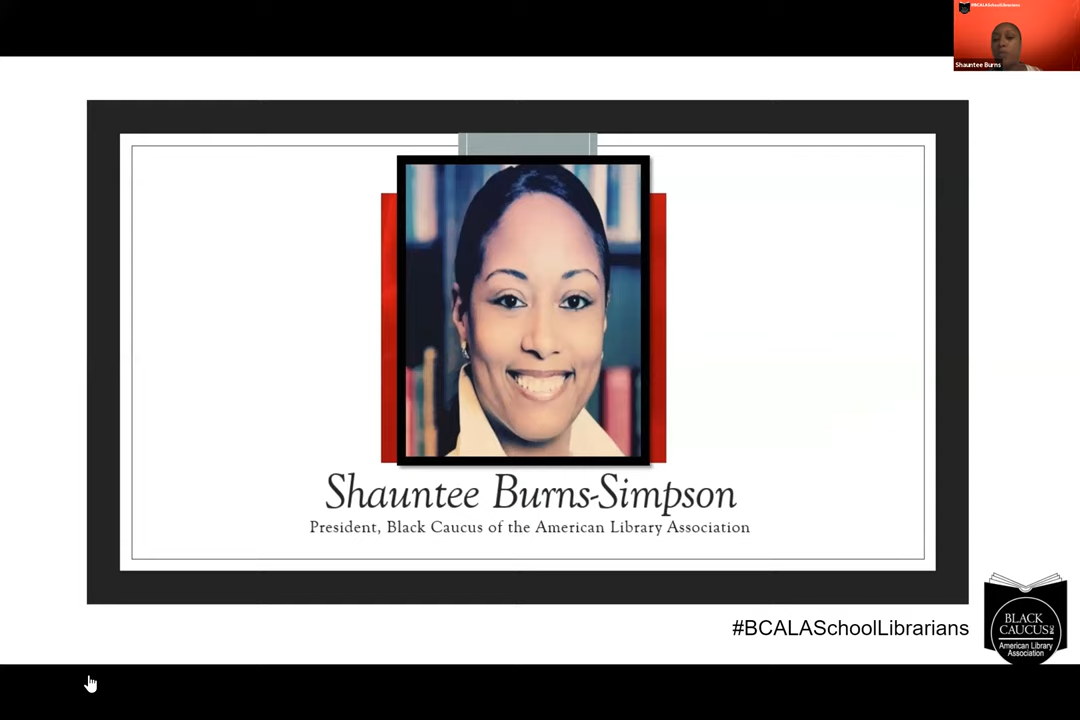 #BCALASchoolLibrarians
Shauntee Burns
Shauntee Burns-Simpson
President, Black Caucus of the American Library Association
#BCALASchoolLibrarians
BLACK
CAUCUS
American Library
Association